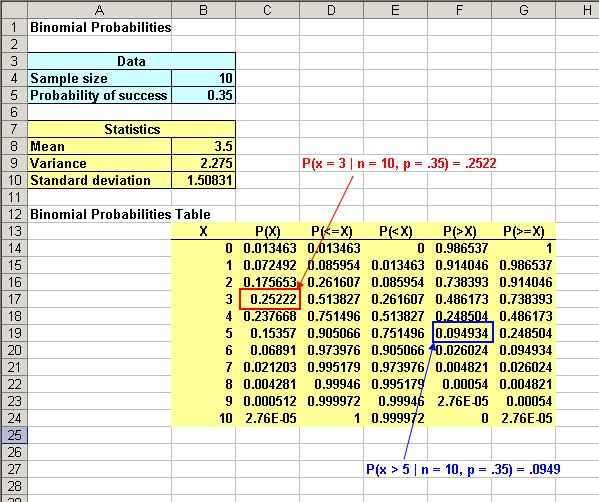 A B C D E F G H
1 Binomial Probabilities
2
3 Data
4 Sample size 10
5 Probability of success 0.35
6
7 Statistics
8 Mean 3.5
9 Variance 2.275 P(x = 3 | n = 10, p = .35) = .2522
10 Standard deviation 1.50831
11
12 Binomial Probabilities Table
13 X P(X) P(<=X) P(<X) P(>X) P(>=X)
14 0 0.013463 0.013463 0 0.986537 1
15 1 0.072492 0.085954 0.013463 0.914046 0.986537
16 2 0.175653 0.261607 0.085954 0.738393 0.914046
17 3 0.25222 0.513827 0.261607 0.486173 0.738393
18 4 0.237668 0.751496 0.513827 0.248504 0.486173
19 5 0.15357 0.905066 0.751496 0.094934 0.248504
20 6 0.06891 0.973976 0.905066 0.026024 0.094934
21 7 0.021203 0.995179 0.973976 0.004821 0.026024
22 8 0.004281 0.99946 0.995179 0.00054 0.004821
23 9 0.000512 0.999972 0.99946 2.76E-05 0.00054
24 10 2.76E-05 1 0.999972 0 2.76E-05
25
26
27 P(x > 5 | n = 10, p = .35) = .0949
28